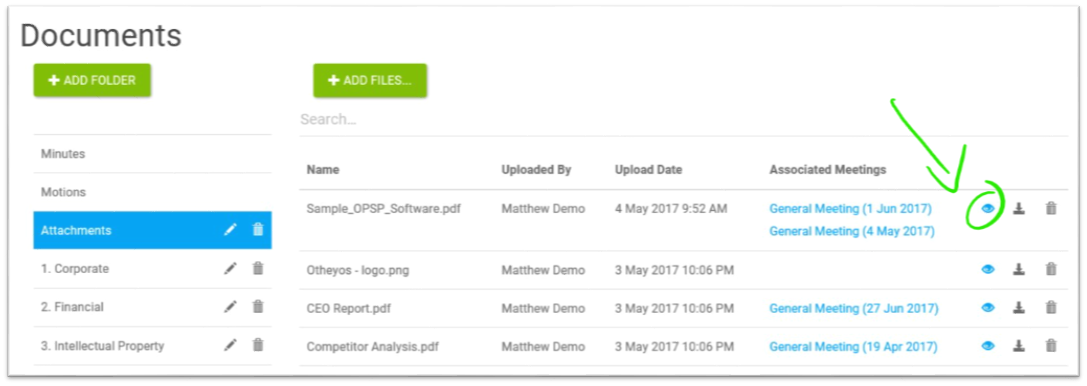 Documents
ADD FOLDER
ADD FILES...
Search...
Minutes
Motions
Attachments
1. Corporate
2. Financial
3. Intellectual Property
Name Uploaded By Upload Date Associated Meetings
Sample_OPSP_Software.pdf Matthew Demo 4 May 2017 9:52 AM General Meeting (1 Jun 2017)
General Meeting (4 May 2017)
Otheyos - logo.png Matthew Demo 3 May 2017 10:06 PM
CEO Report.pdf Matthew Demo 3 May 2017 10:06 PM General Meeting (27 Jun 2017)
Competitor Analysis.pdf Matthew Demo 3 May 2017 10:06 PM General Meeting (19 Apr 2017)